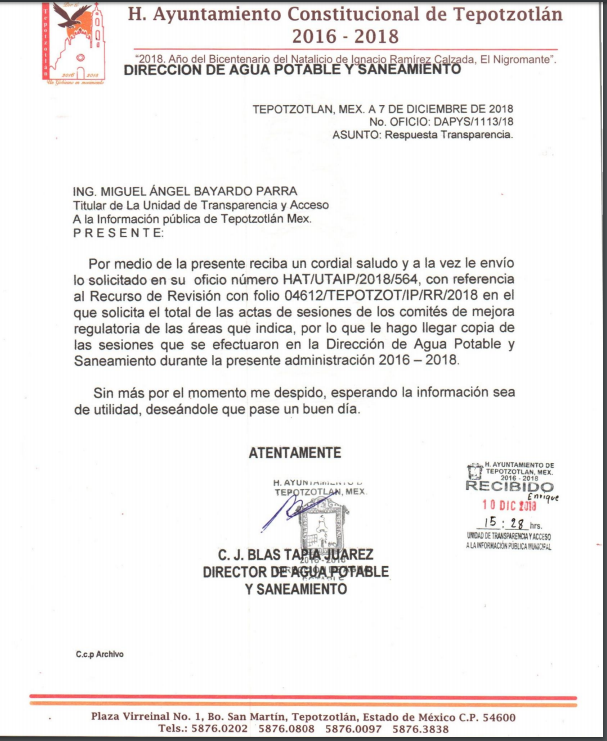 H. Ayuntamiento Constitucional de Tepotzotlán
2016 - 2018
"2018. Año del Bicentenario del Natalicio de Ignacio Ramírez Calzada, El Nigromante".
DIRECCION DE AGUA POTABLE Y SANEAMIENTO
Tepotzotlán
2016 2018
TEPOTZOTLAN, MEX. A 7 DE DICIEMBRE DE 2018
No. OFICIO: DAPYS/1113/18
ASUNTO: Respuesta Transparencia.
ING. MIGUEL ÁNGEL BAYARDO PARRA
Titular de La Unidad de Transparencia y Acceso
A la Información pública de Tepotzotlán Mex.
P R E S E N T E:
Por medio de la presente reciba un cordial saludo y a la vez le envío
lo solicitado en su oficio número HAT/UTAIP/2018/564, con referencia
al Recurso de Revisión con folio 04612/TEPOTZOT/IP/RR/2018 en el
que solicita el total de las actas de sesiones de los comités de mejora
regulatoria de las áreas que indica, por lo que le hago llegar copia de
las sesiones que se efectuaron en la Dirección de Agua Potable y
Saneamiento durante la presente administración 2016 – 2018.
Sin más por el momento me despido, esperando la información sea
de utilidad, deseándole que pase un buen día.
ATENTAMENTE
TEPOTZOTLAN, MEX.
2016 - 2018
C. J. BLAS TAPIA JUAREZ
DIRECTOR DE AGUA POTABLE
Y SANEAMIENTO
H. AYUNTAMIENTO DE
TEPOTZOTLAN, MEX.
2016 - 2018
RECIBIDO
Enrique
10 DIC 2018
15 : 28 hrs.
UNIDAD DE TRANSPARENCIA Y ACCESO
A LA INFORMACIÓN PÚBLICA MUNICIPAL
C.c.p Archivo
Plaza Virreinal No. 1, Bo. San Martín, Tepotzotlán, Estado de México C.P. 54600
Tels.: 5876.0202 5876.0808 5876.0097 5876.3838